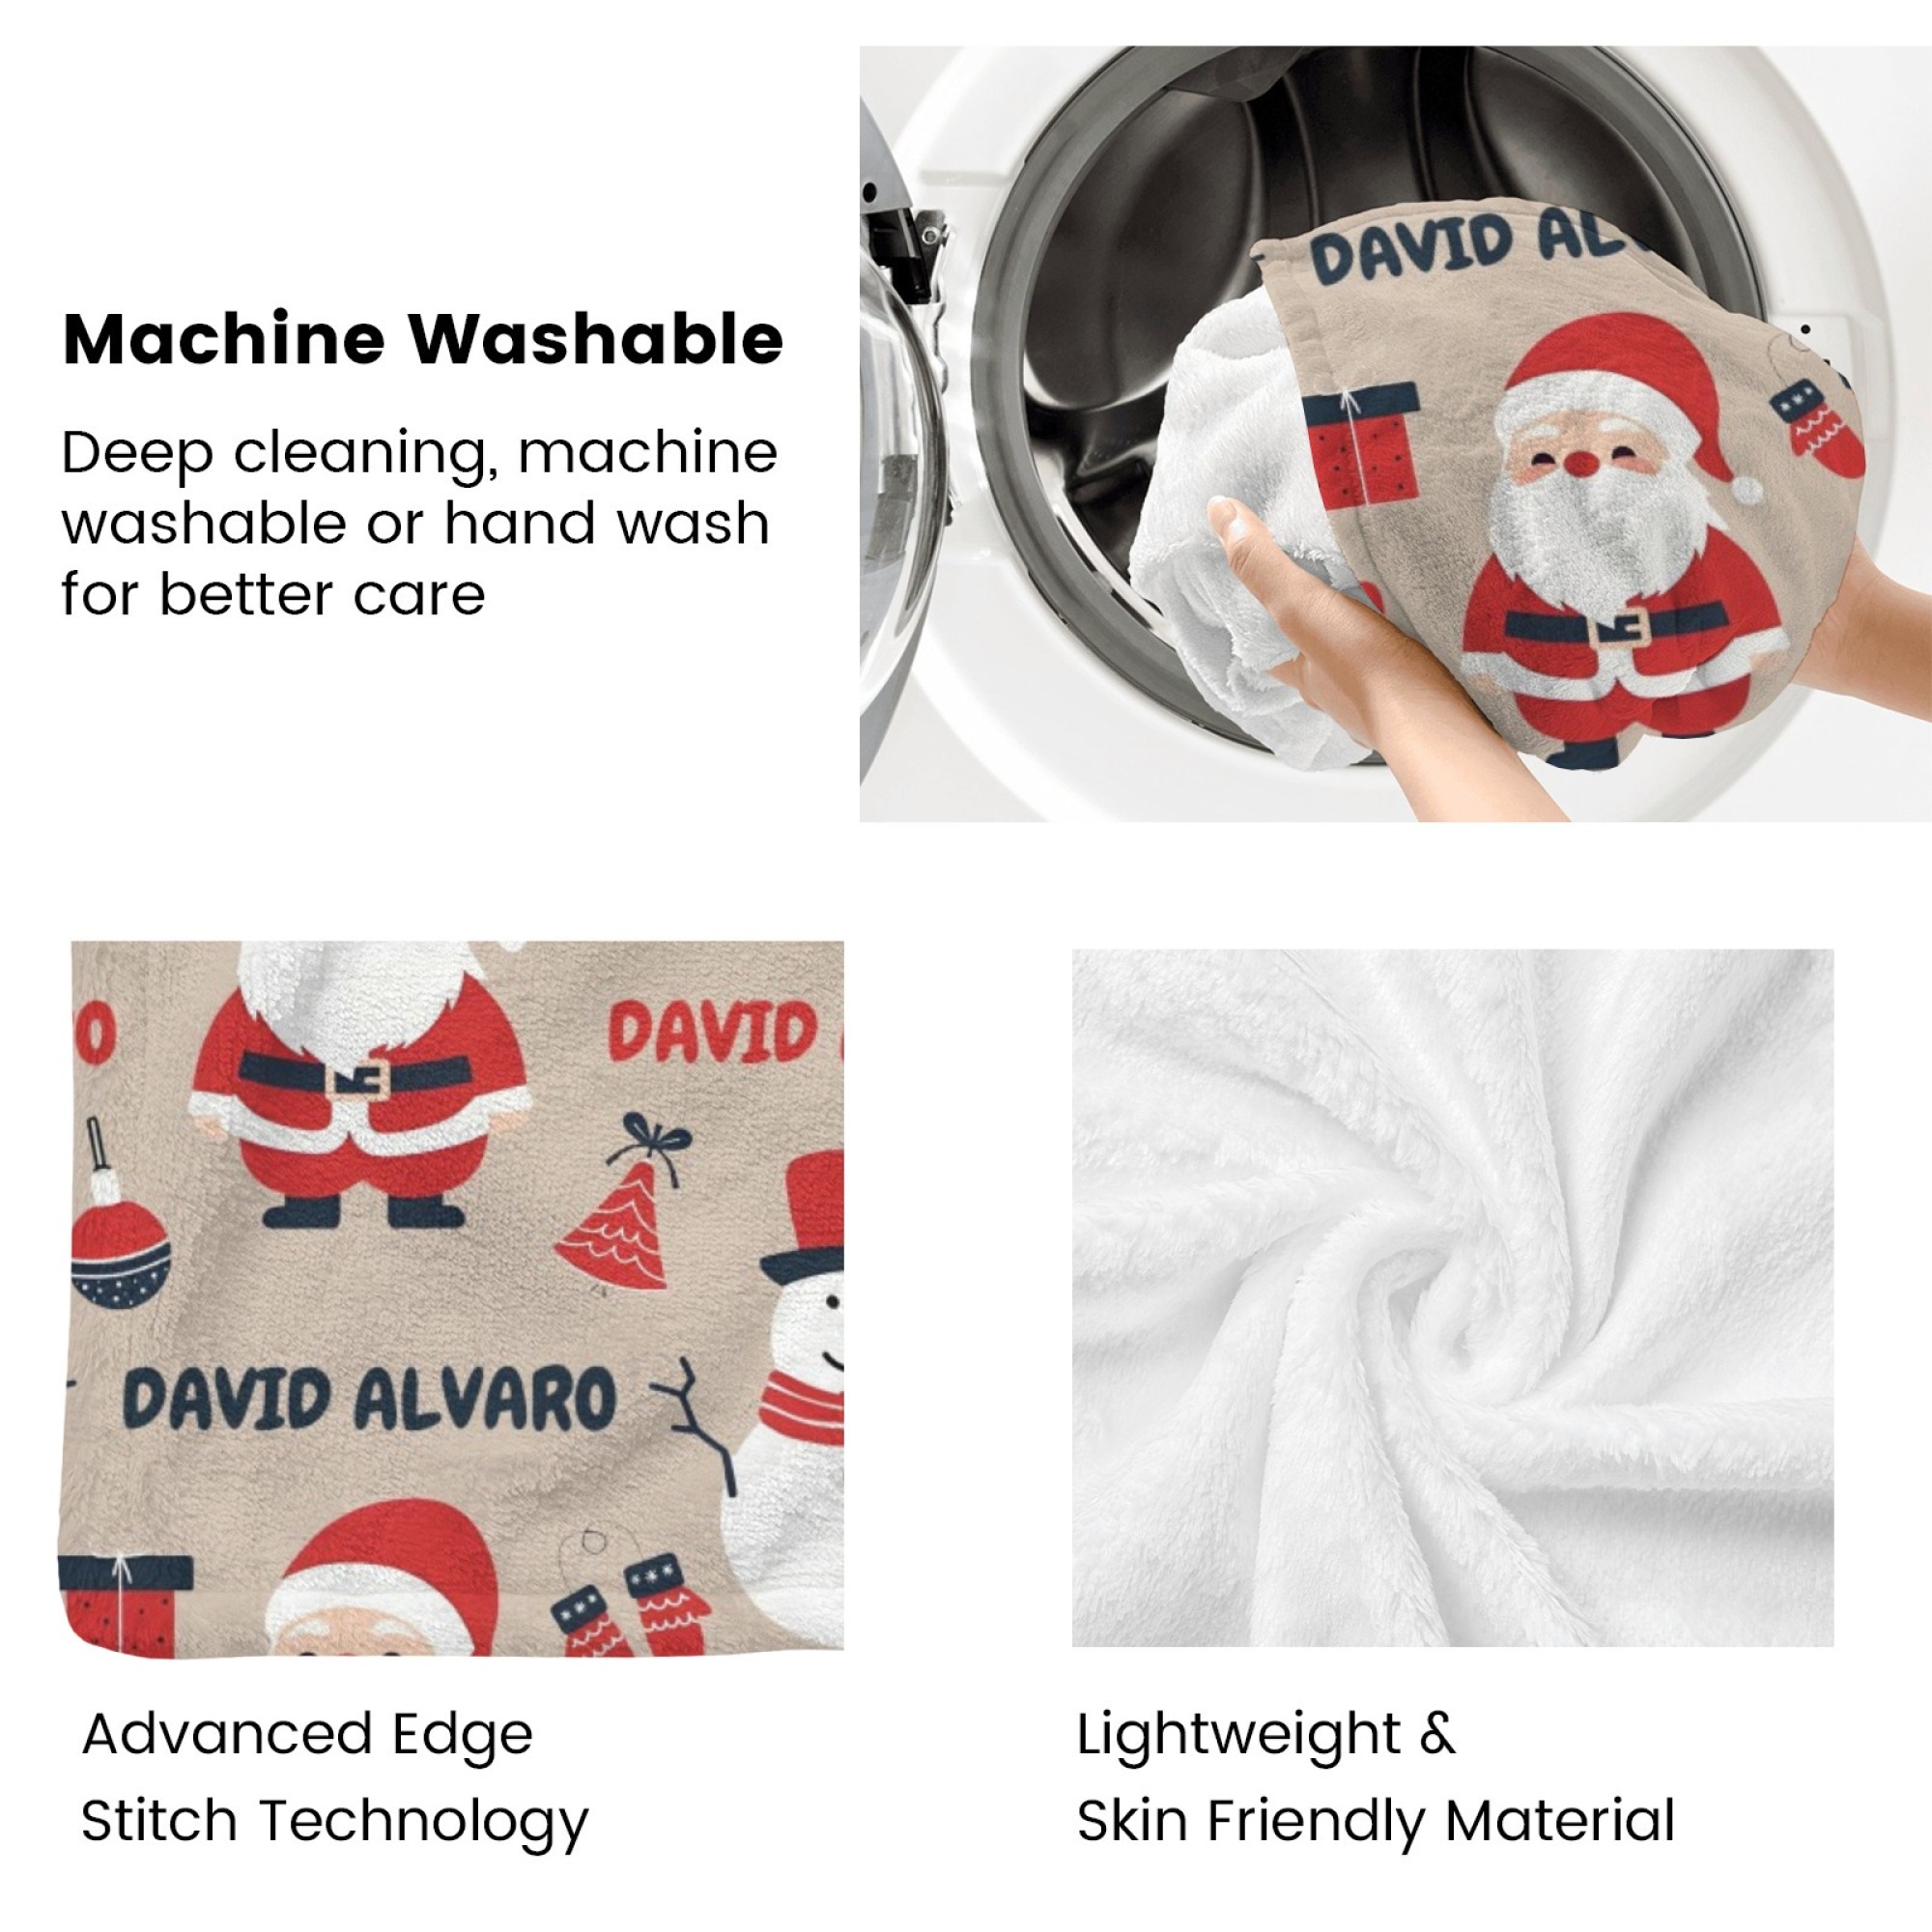 Machine Washable
Deep cleaning, machine
washable or hand wash
for better care
DAVID AL
O
DAVID
DAVID ALVARO
Advanced Edge
Stitch Technology
Lightweight &
Skin Friendly Material